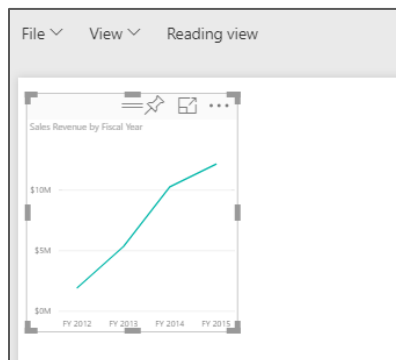 File View Reading view
Sales Revenue by Fiscal Year
$10M
$5M
$0M
FY 2012 FY 2013 FY 2014 FY 2015